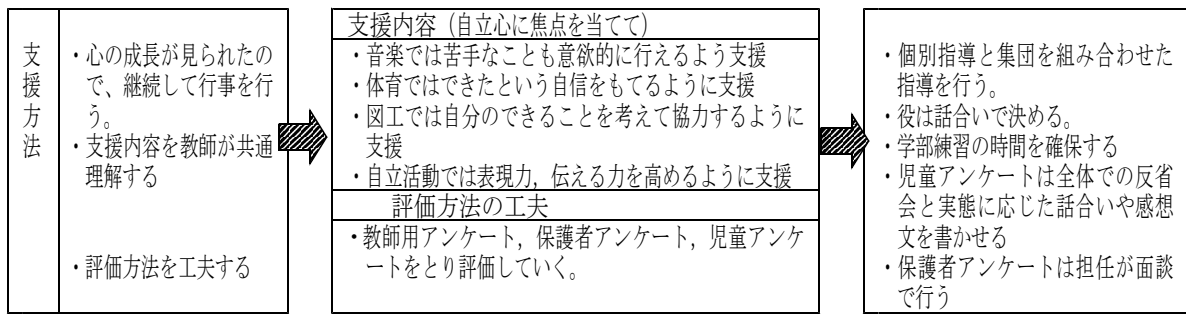 支援方法
・心の成長が見られたの
で、継続して行事を行
う。
・支援内容を教師が共通
理解する
・評価方法を工夫する
支援内容（自立心に焦点を当てて）
・音楽では苦手なことも意欲的に行えるよう支援
・体育ではできたという自信をもてるように支援
・図工では自分のできることを考えて協力するように
支援
・自立活動では表現力，伝える力を高めるように支援
評価方法の工夫
・教師用アンケート，保護者アンケート，児童アンケ
ートをとり評価していく。
・個別指導と集団を組み合わせた
指導を行う。
・役は話合いで決める。
・学部練習の時間を確保する
・児童アンケートは全体での反省
会と実態に応じた話合いや感想
文を書かせる
・保護者アンケートは担任が面談
で行う